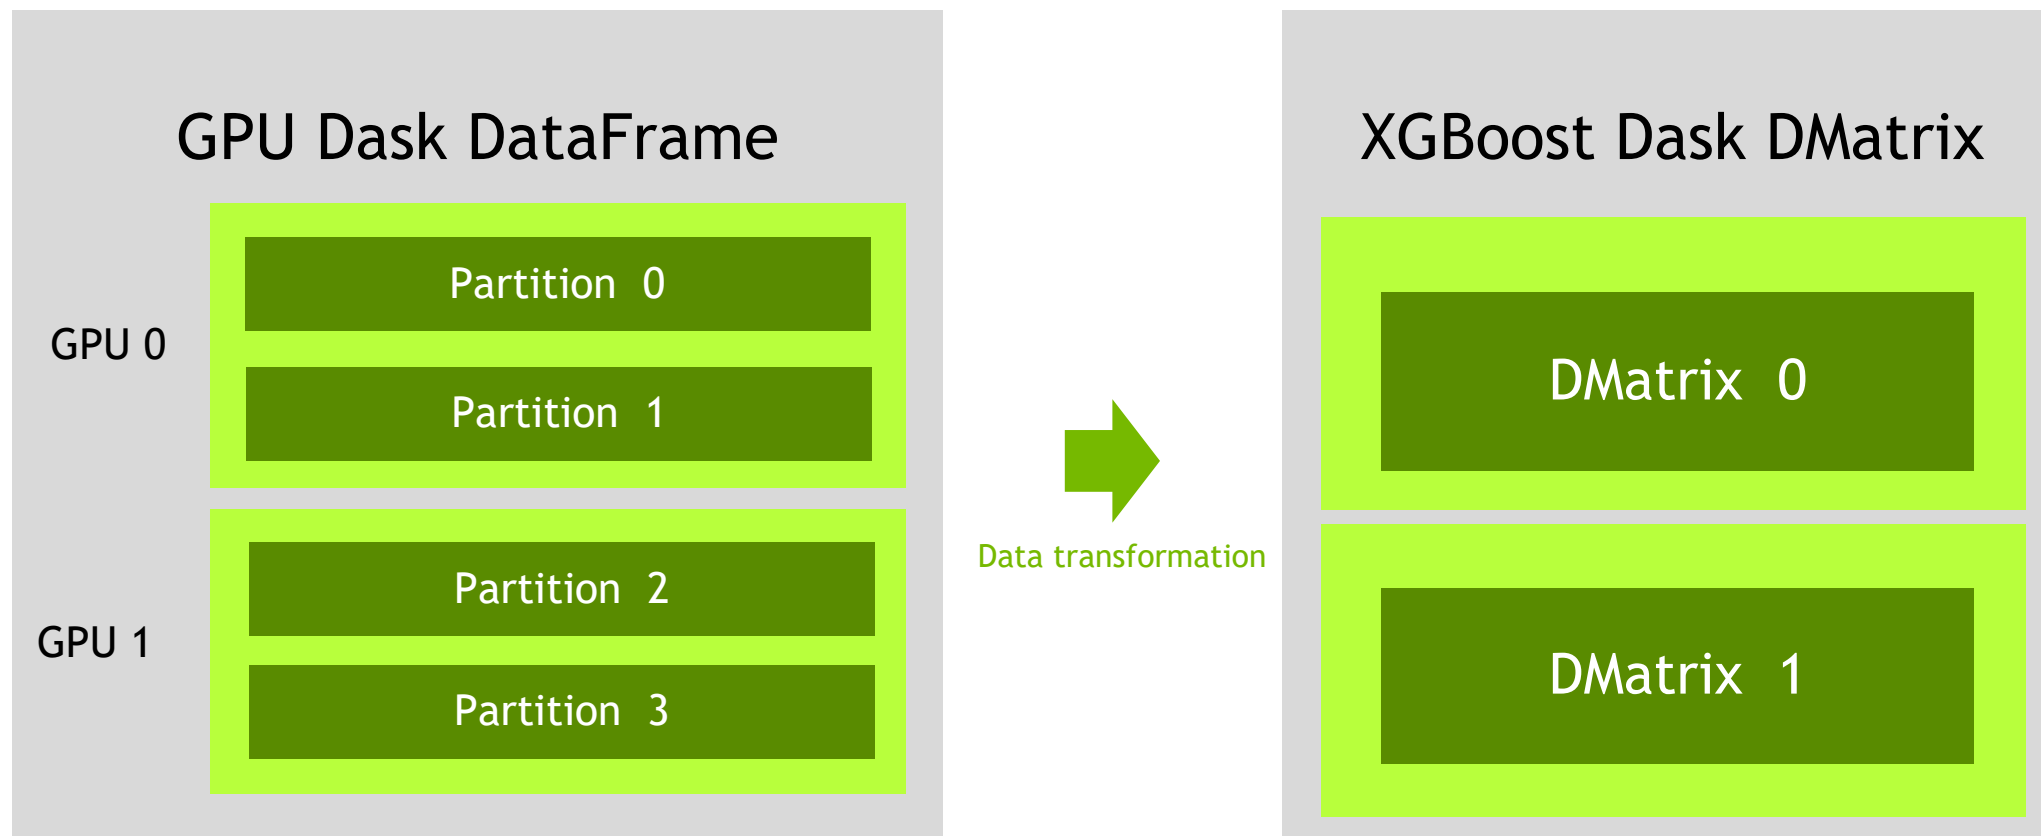 GPU Dask DataFrame
GPU 0
Partition 0
Partition 1
GPU 1
Partition 2
Partition 3
Data transformation
XGBoost Dask DMatrix
DMatrix 0
DMatrix 1